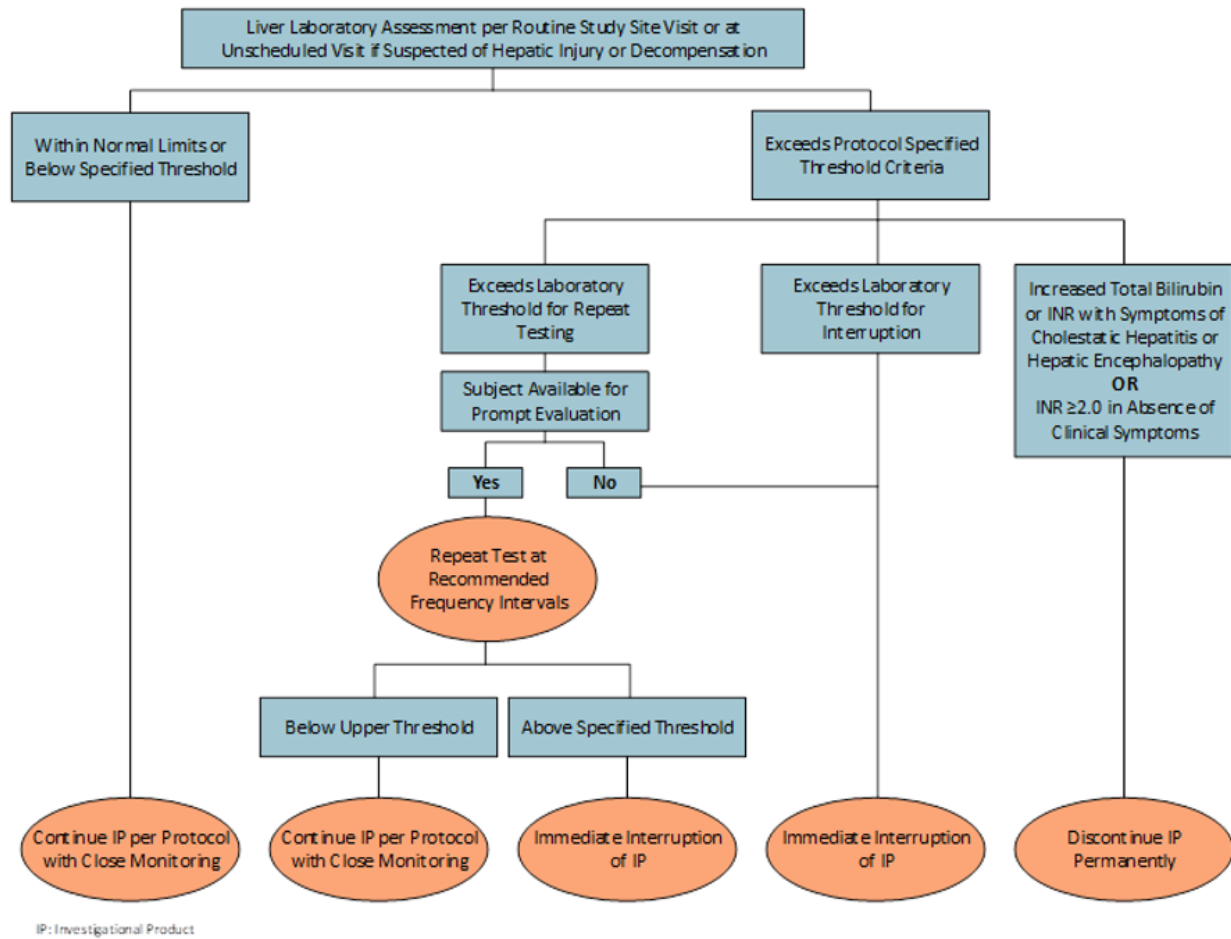 Liver Laboratory Assessment per Routine Study Site Visit or at
Unscheduled Visit if Suspected of Hepatic Injury or Decompensation
Within Normal Limits or
Below Specified Threshold
Exceeds Protocol Specified
Threshold Criteria
Exceeds Laboratory
Threshold for Repeat
Testing
Exceeds Laboratory
Threshold for
Interruption
Increased Total Bilirubin
or INR with Symptoms of
Cholestatic Hepatitis or
Hepatic Encephalopathy
OR
INR ≥2.0 in Absence of
Clinical Symptoms
Subject Available for
Prompt Evaluation
Yes
No
Repeat Test at
Recommended
Frequency Intervals
Below Upper Threshold
Above Specified Threshold
Continue IP per Protocol
with Close Monitoring
Continue IP per Protocol
with Close Monitoring
Immediate Interruption
of IP
Immediate Interruption
of IP
Discontinue IP
Permanently
IP: Investigational Product